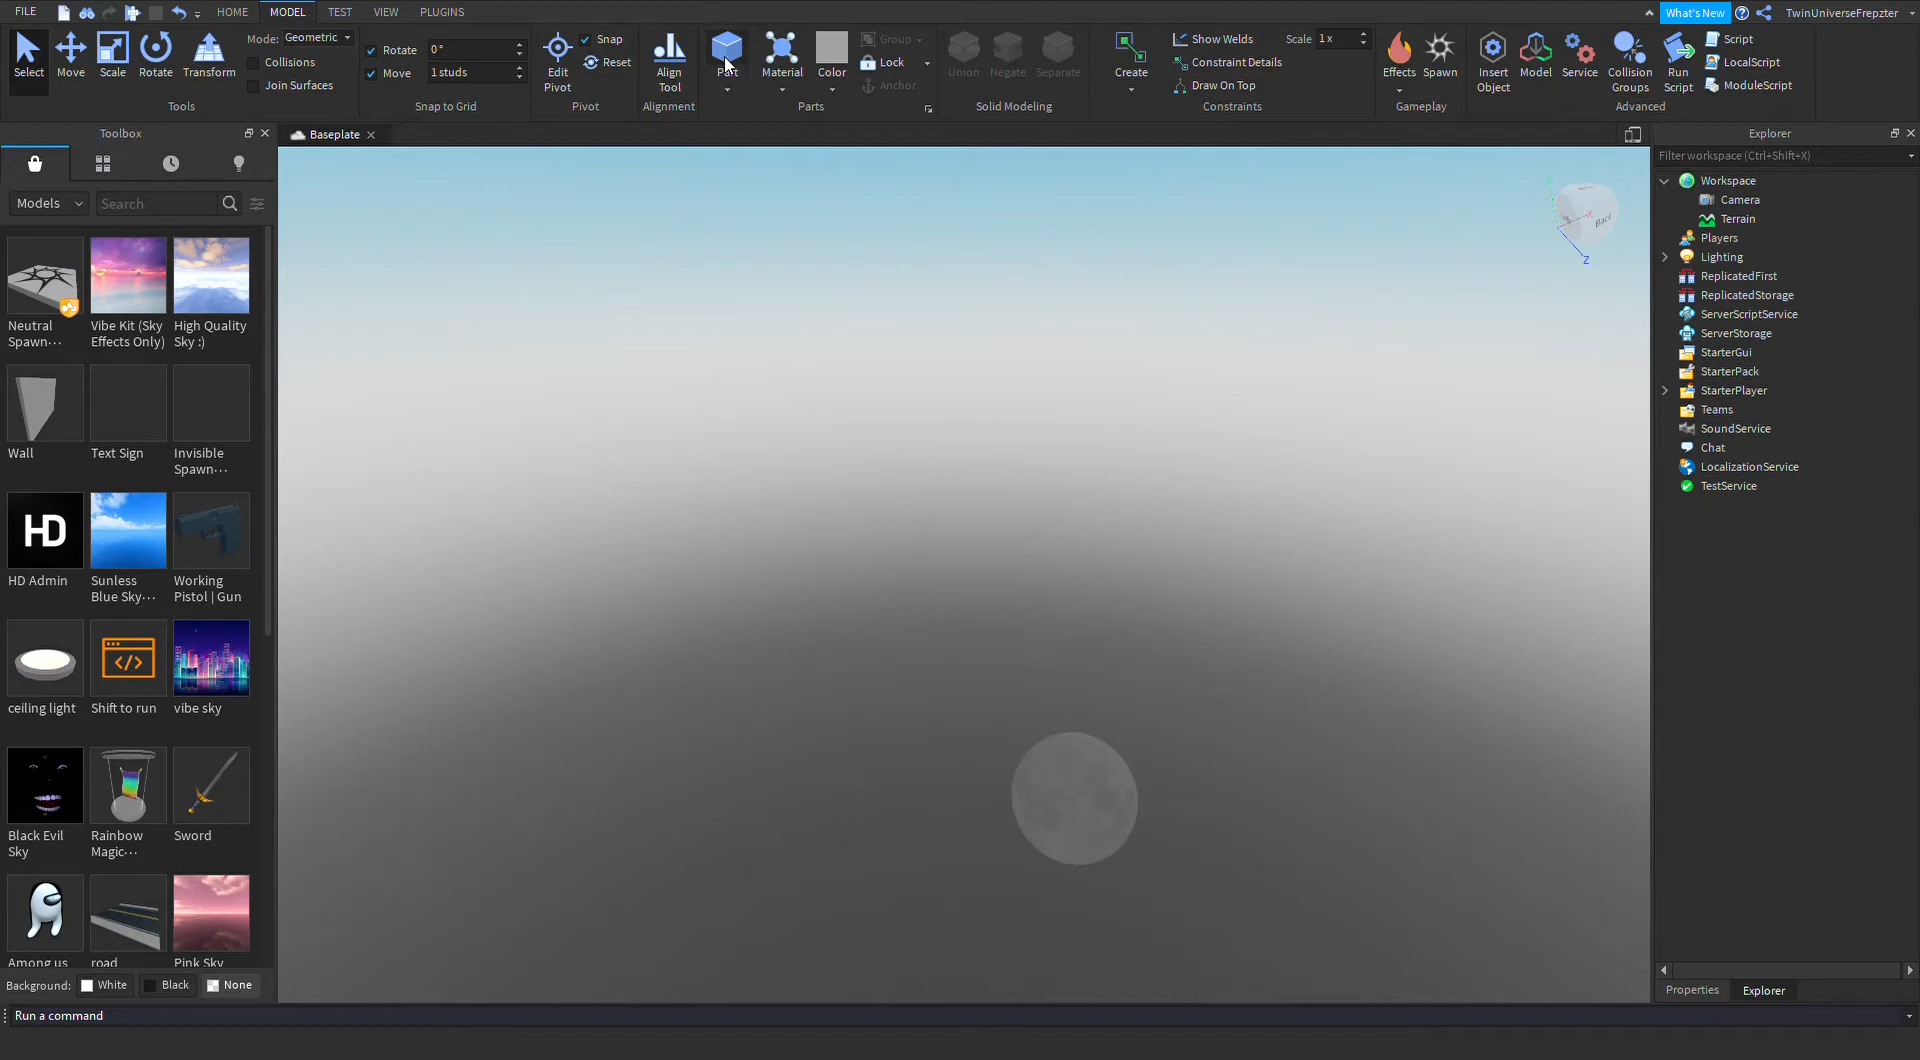 FILE
HOME
MODEL
TEST
VIEW
PLUGINS
What's New
TwinUniverseFrepzter
Select
Move
Scale
Rotate
Transform
Mode: Geometric
Collisions
Join Surfaces
Tools
Rotate 0°
Move 1 studs
Snap to Grid
Edit
Pivot
Snap
Reset
Pivot
Align
Tool
Alignment
Part
Material
Color
Group
Lock
Anchor
Parts
Union
Negate
Separate
Solid Modeling
Create
Show Welds
Scale 1 x
Constraint Details
Draw On Top
Constraints
Effects
Spawn
Gameplay
Insert
Object
Model
Service
Collision
Groups
Run
Script
Script
LocalScript
ModuleScript
Advanced
Toolbox
Models
Search
Neutral
Spawn...
Vibe Kit (Sky
Effects Only)
High Quality
Sky :)
Wall
Text Sign
Invisible
Spawn...
HD
HD Admin
Sunless
Blue Sky...
Working
Pistol | Gun
ceiling light
</>
Shift to run
vibe sky
Black Evil
Sky
Rainbow
Magic...
Sword
Among us
road
Pink Sky
Background:
White
Black
None
Baseplate
Back
X
Z
Explorer
Filter workspace (Ctrl+Shift+X)
Workspace
Camera
Terrain
Players
Lighting
ReplicatedFirst
ReplicatedStorage
ServerScriptService
ServerStorage
StarterGui
StarterPack
StarterPlayer
Teams
SoundService
Chat
LocalizationService
TestService
Properties
Explorer
Run a command